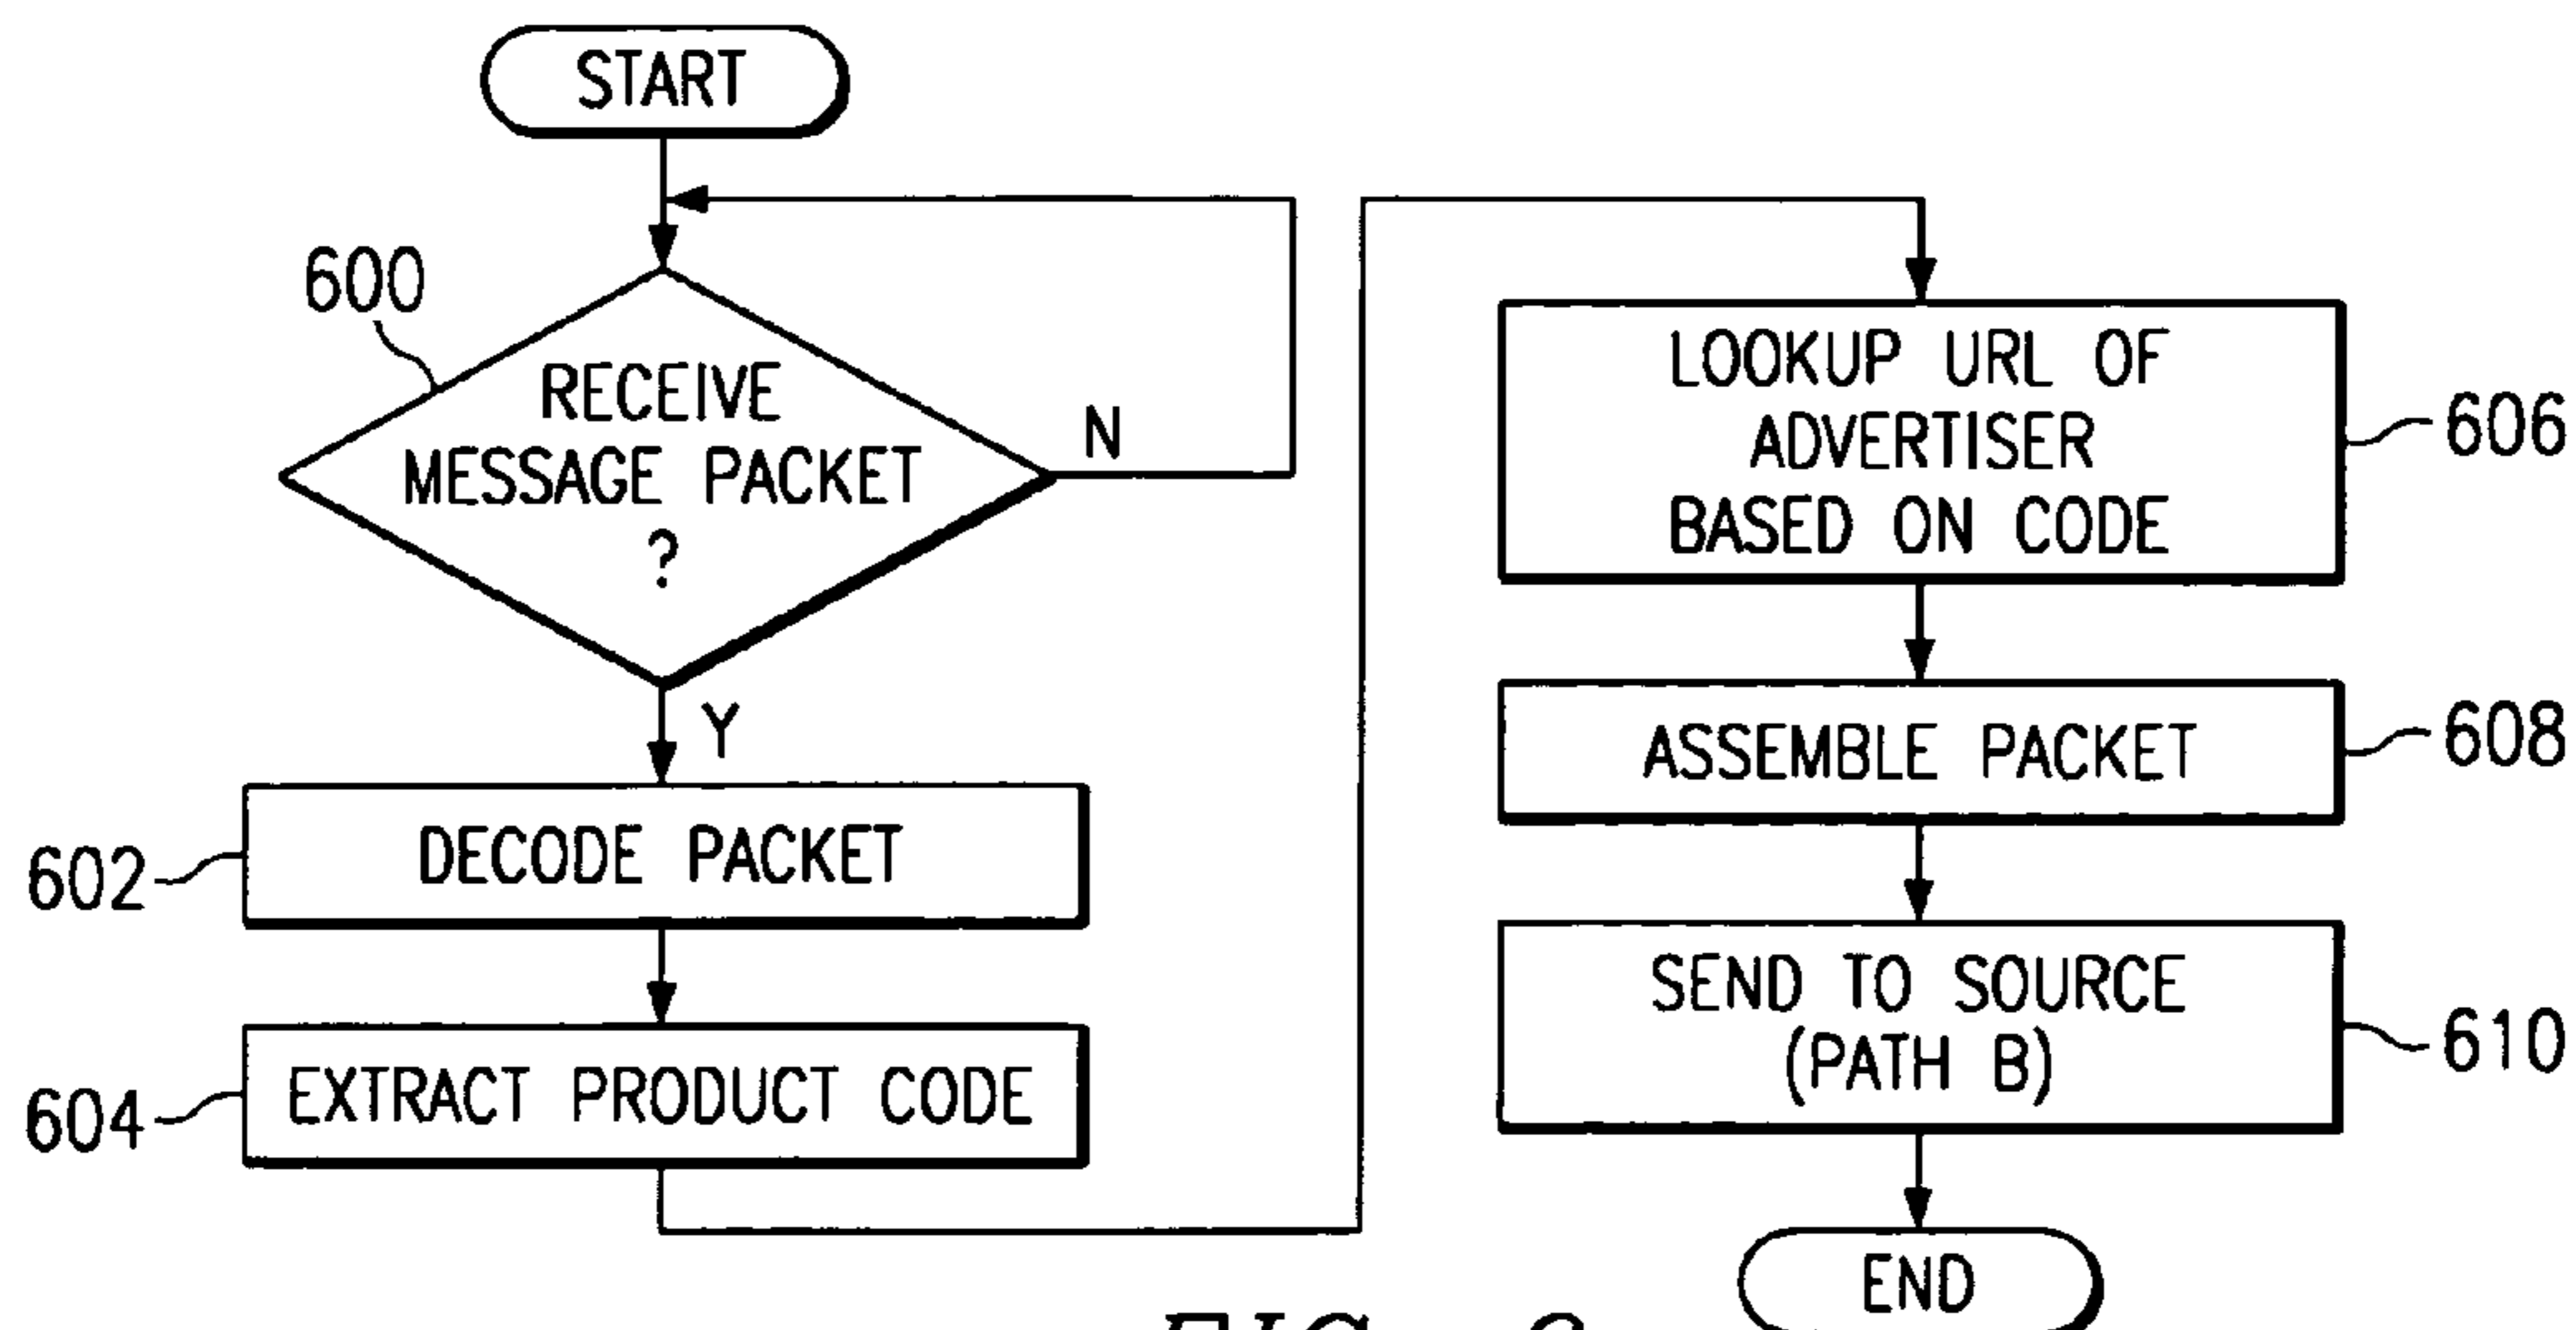 START
600
RECEIVE
MESSAGE PACKET
?
N
Y
602
DECODE PACKET
604
EXTRACT PRODUCT CODE
LOOKUP URL OF
ADVERTISER
BASED ON CODE
606
ASSEMBLE PACKET
608
SEND TO SOURCE
(PATH B)
610
END
FIG.